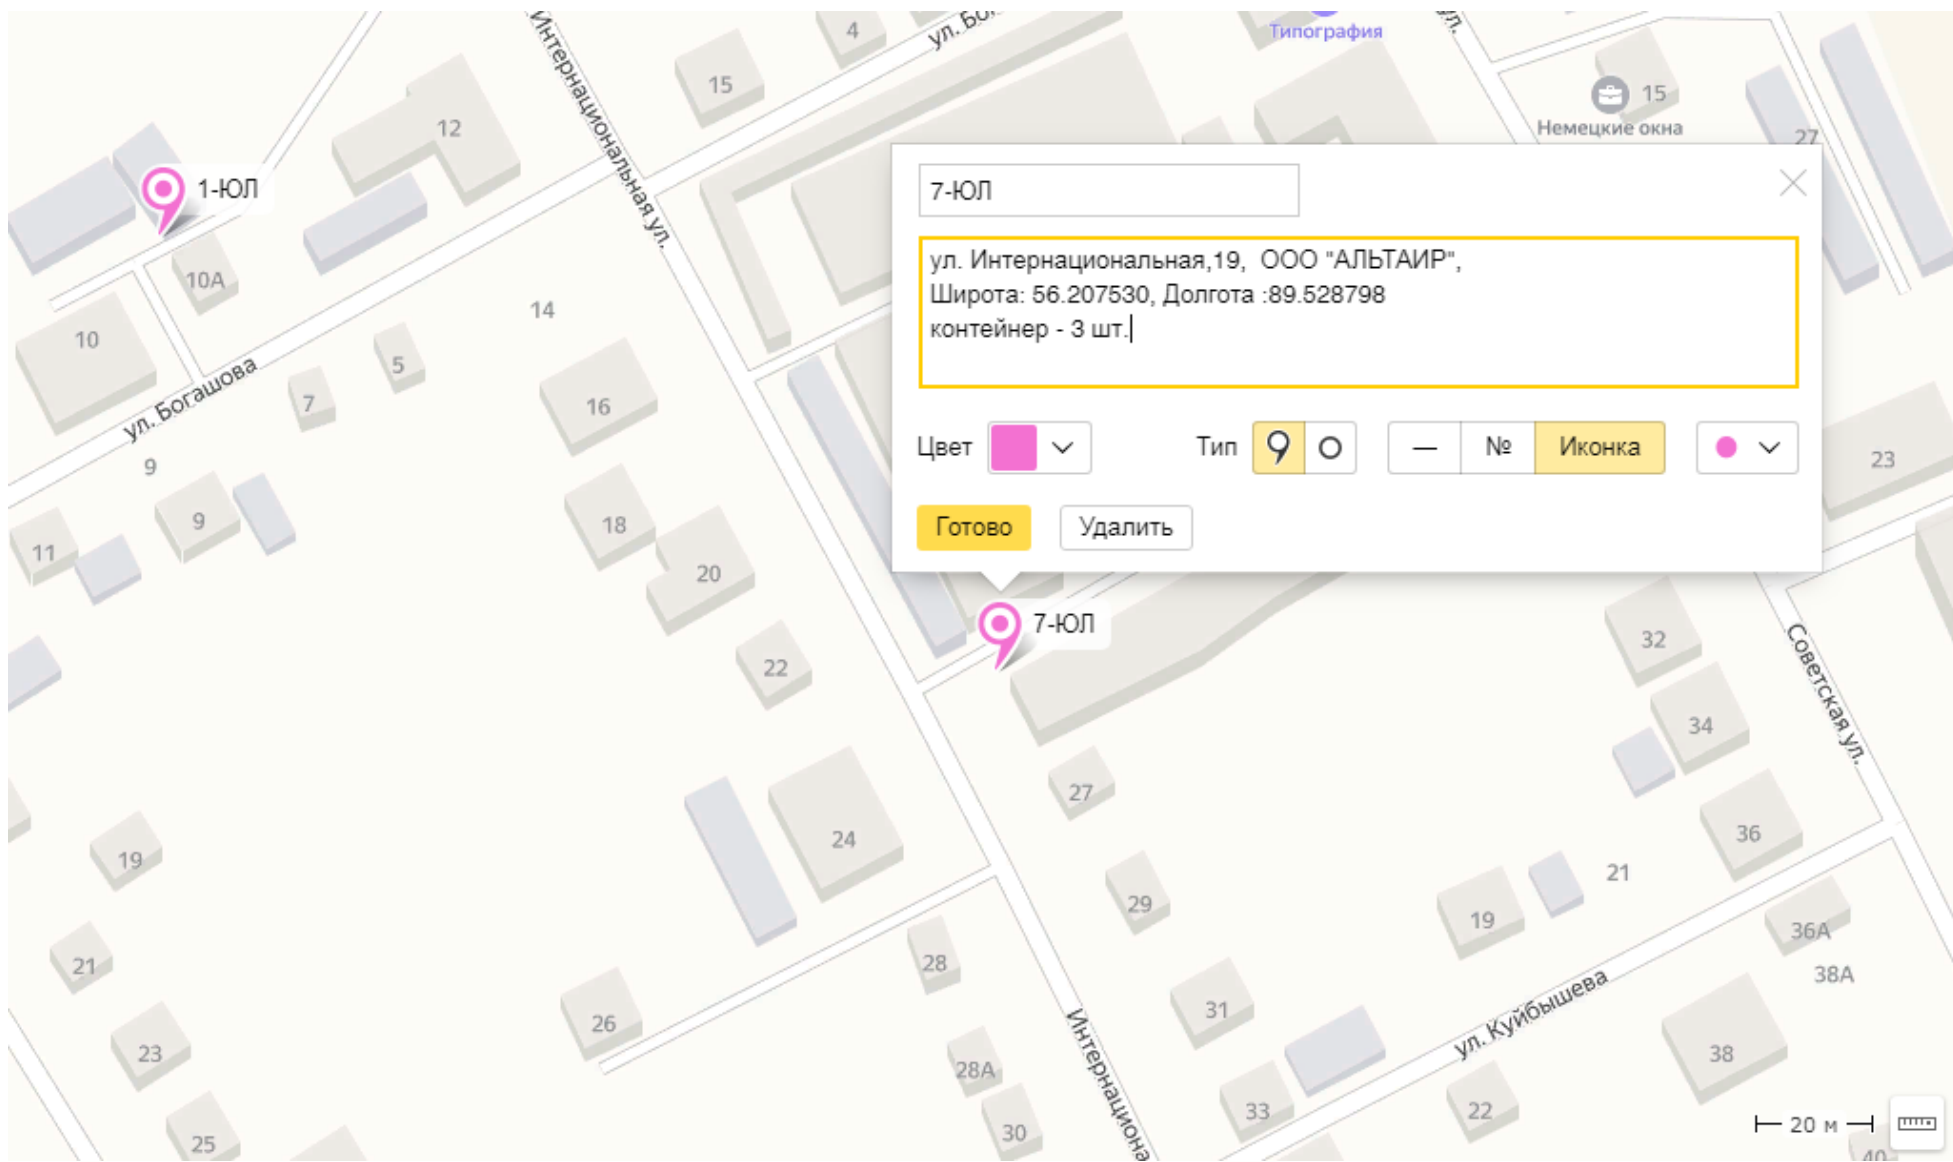 Интернациональная ул.
ул. Бог
4
Типография
ул.
15
12
15
Немецкие окна
27
1-ЮЛ
7-ЮЛ
ул. Интернациональная,19, ООО "АЛЬТАИР",
Широта: 56.207530, Долгота :89.528798
контейнер - 3 шт.
Цвет
Тип
—
№
Иконка
Готово
Удалить
10А
14
10
5
7
16
ул. Богашова
9
9
11
18
20
23
7-ЮЛ
22
32
34
Советская ул.
27
24
36
19
29
21
19
36А
38А
21
28
26
31
ул. Куйбышева
23
28А
38
Интернациона
33
22
30
25
20 м
40